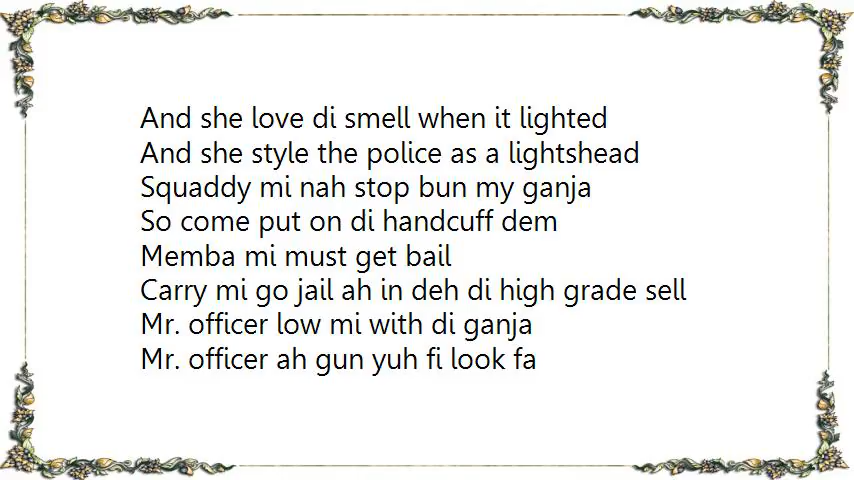 And she love di smell when it lighted
And she style the police as a lightshead
Squaddy mi nah stop bun my ganja
So come put on di handcuff dem
Memba mi must get bail
Carry mi go jail ah in deh di high grade sell
Mr. officer low mi with di ganja
Mr. officer ah gun yuh fi look fa